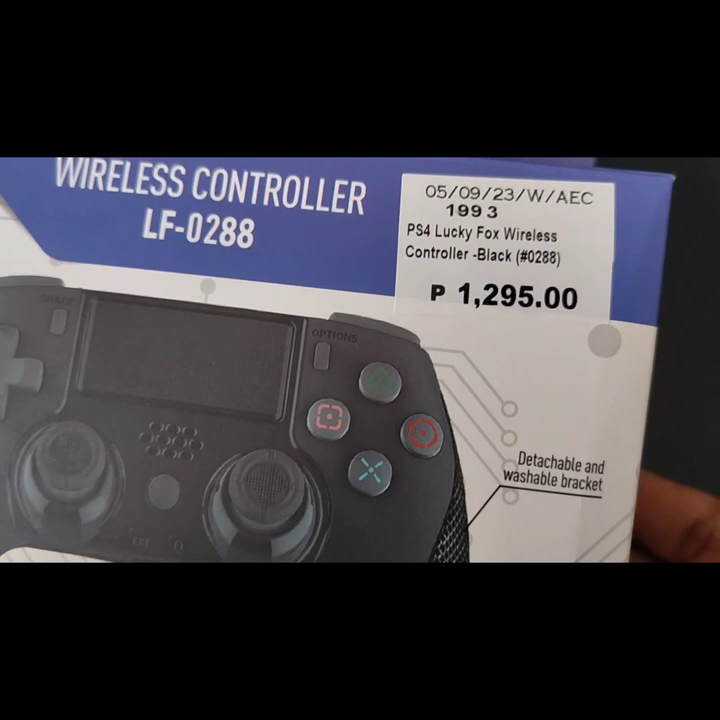 WIRELESS CONTROLLER
LF-0288
05/09/23/W/AEC
1993
PS4 Lucky Fox Wireless
Controller -Black (#0288)
P 1,295.00
SHARE
OPTIONS
Detachable and
washable bracket